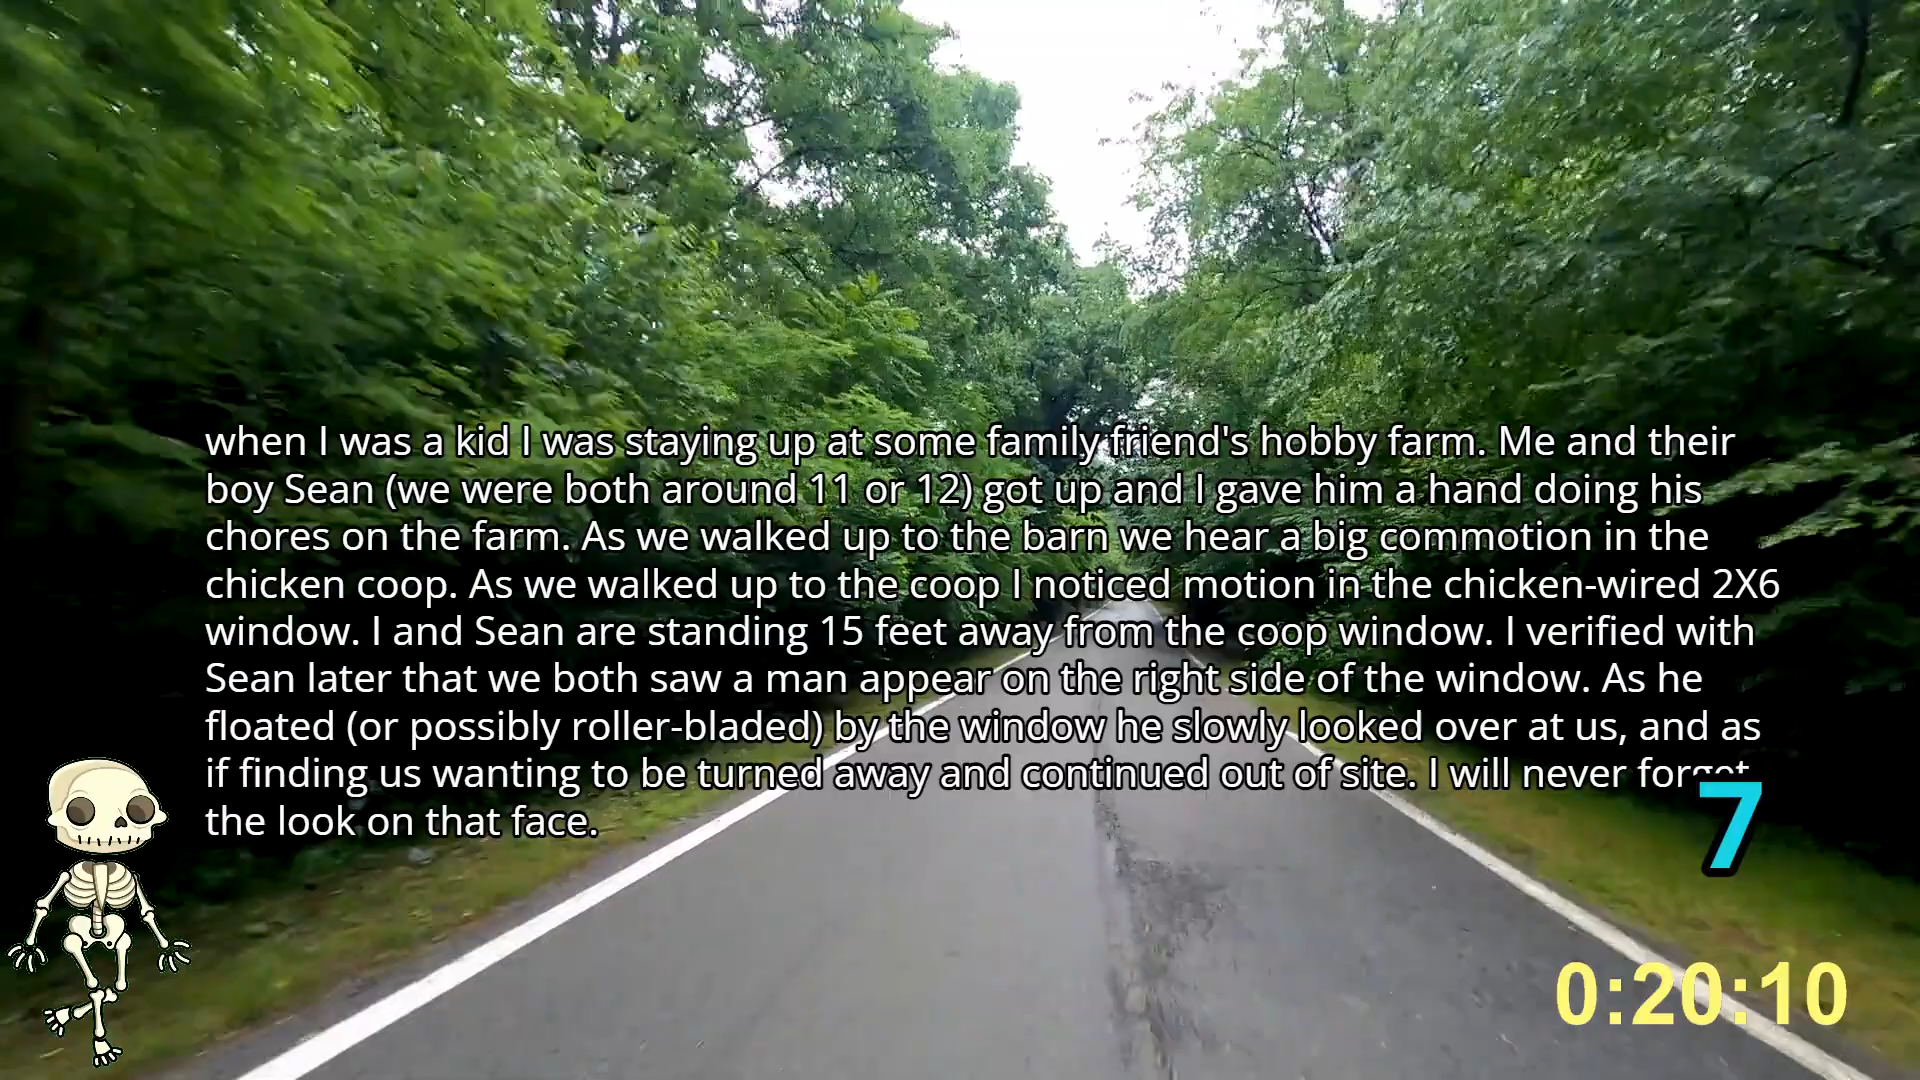 when I was a kid I was staying up at some family friend's hobby farm. Me and their
boy Sean (we were both around 11 or 12) got up and I gave him a hand doing his
chores on the farm. As we walked up to the barn we hear a big commotion in the
chicken coop. As we walked up to the coop I noticed motion in the chicken-wired 2X6
window. I and Sean are standing 15 feet away from the coop window. I verified with
Sean later that we both saw a man appear on the right side of the window. As he
floated (or possibly roller-bladed) by the window he slowly looked over at us, and as
if finding us wanting to be turned away and continued out of site. I will never forget
the look on that face.
7
0:20:10